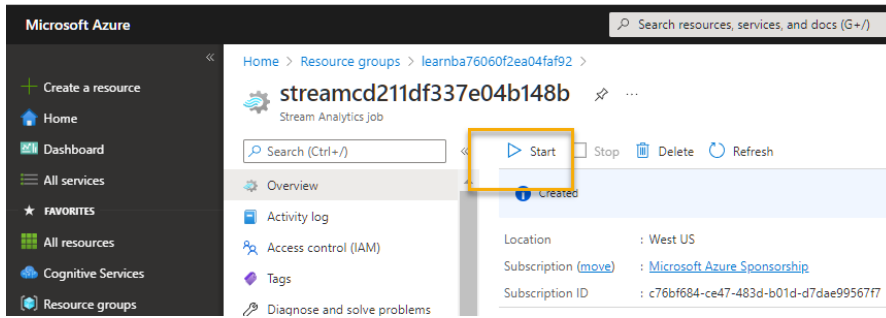 Microsoft Azure
Search resources, services, and docs (G+/)
«
Create a resource
Home
Dashboard
All services
FAVORITES
All resources
Cognitive Services
Resource groups
Home > Resource groups > learnba76060f2ea04faf92 >
streamcd211df337e04b148b ...
Stream Analytics job
Search (Ctrl+/)
«
Overview
Activity log
Access control (IAM)
Tags
Diagnose and solve problems
Start Stop Delete Refresh
Created
Location : West US
Subscription (move) : Microsoft Azure Sponsorship
Subscription ID : c76bf684-ce47-483d-b01d-d7dae99567f7